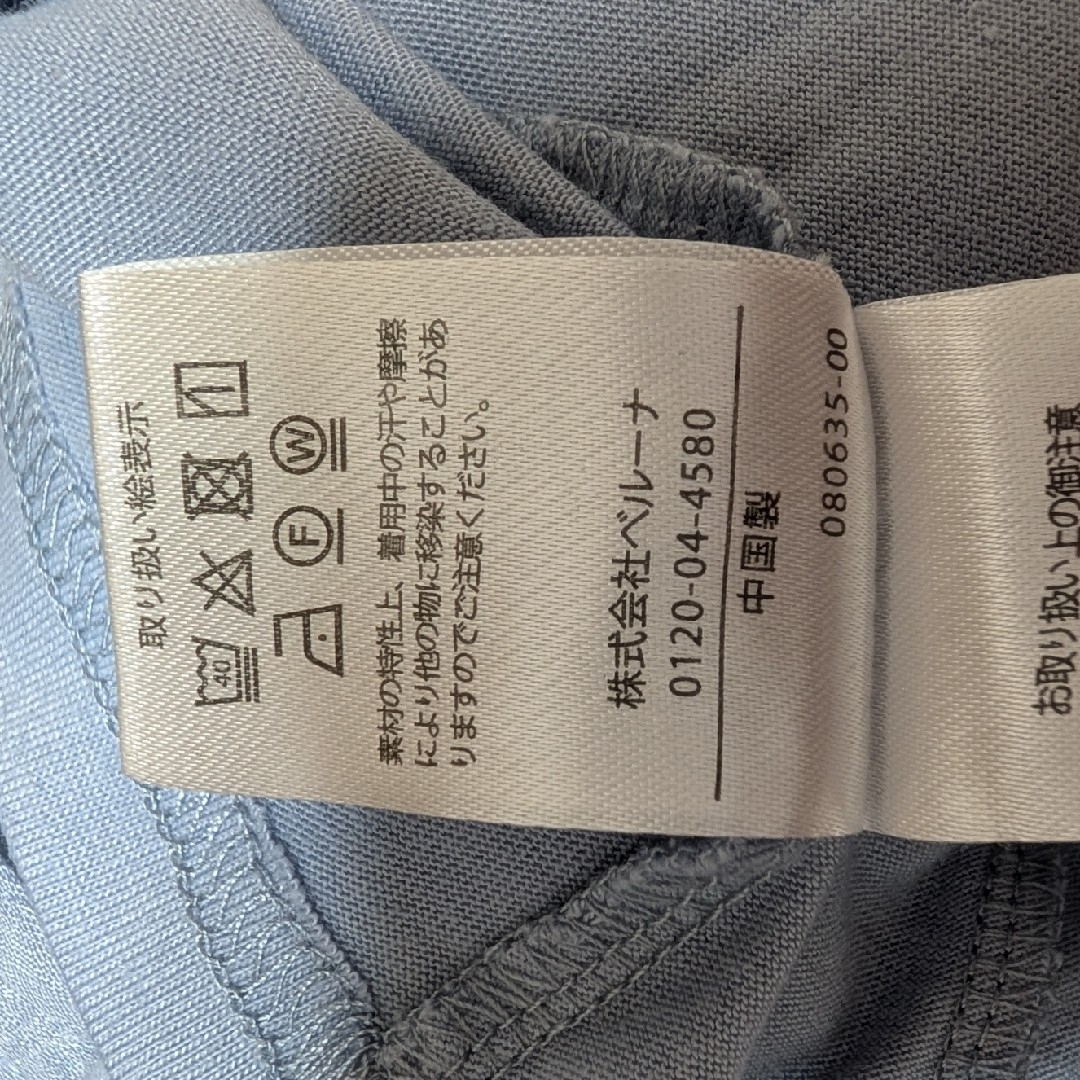 取り扱い絵表示
40
F W
素材の特性上、着用中の汗や摩擦
により他の物に移染することがあ
りますのでご注意ください。
株式会社ベルーナ
0120-04-4580
中国製
080635-00
お取り扱い上の御注意